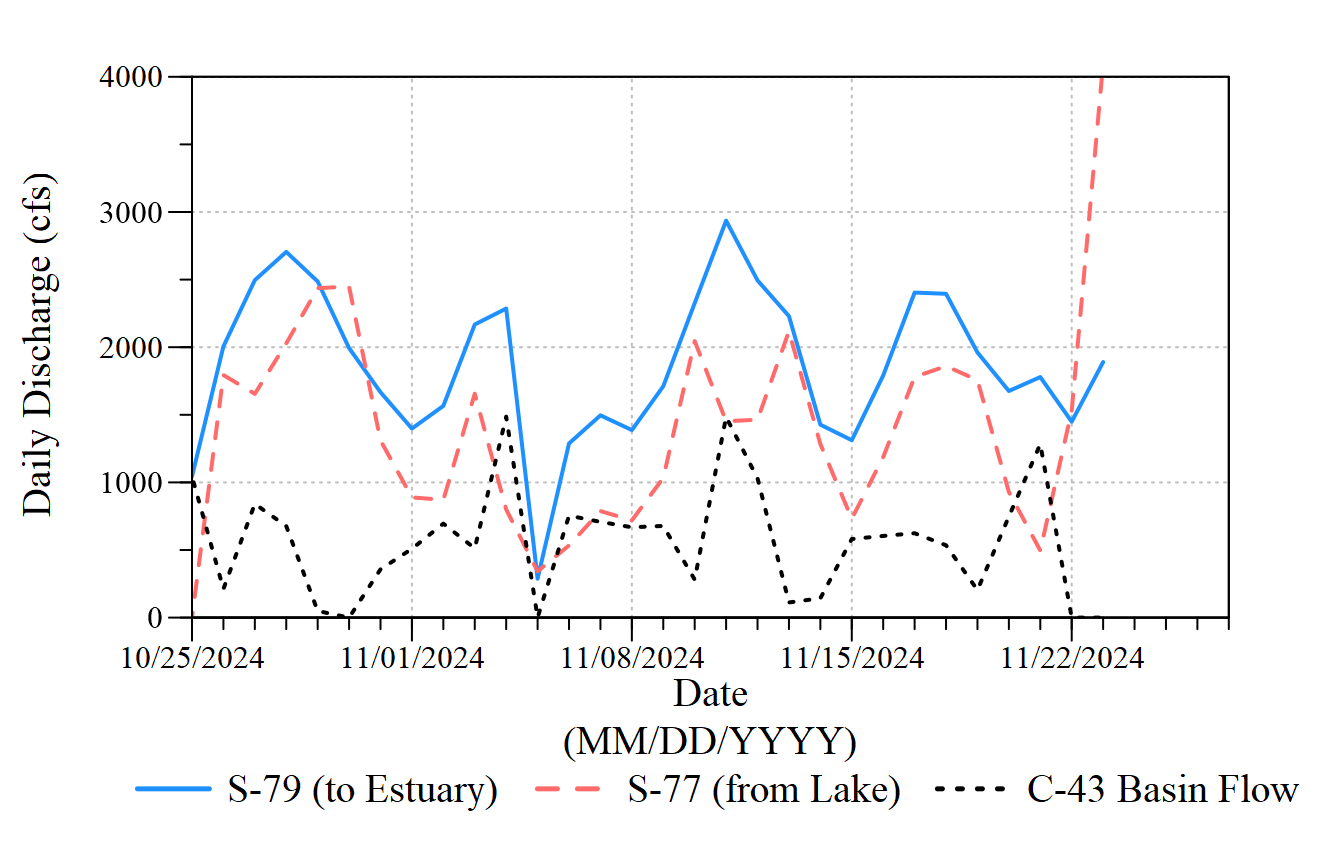 Daily Discharge (cfs)
4000
3000
2000
1000
0
10/25/2024 11/01/2024 11/08/2024 11/15/2024 11/22/2024
Date
(MM/DD/YYYY)
S-79 (to Estuary) S-77 (from Lake) C-43 Basin Flow